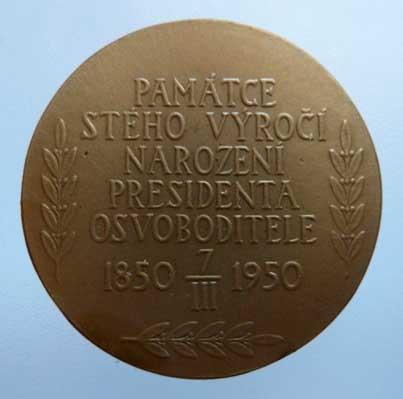 PAMÁTCE
STÉHO VÝROČÍ
NAROZENÍ
PRESIDENTA
OSVOBODITELE
1850 7/III 1950